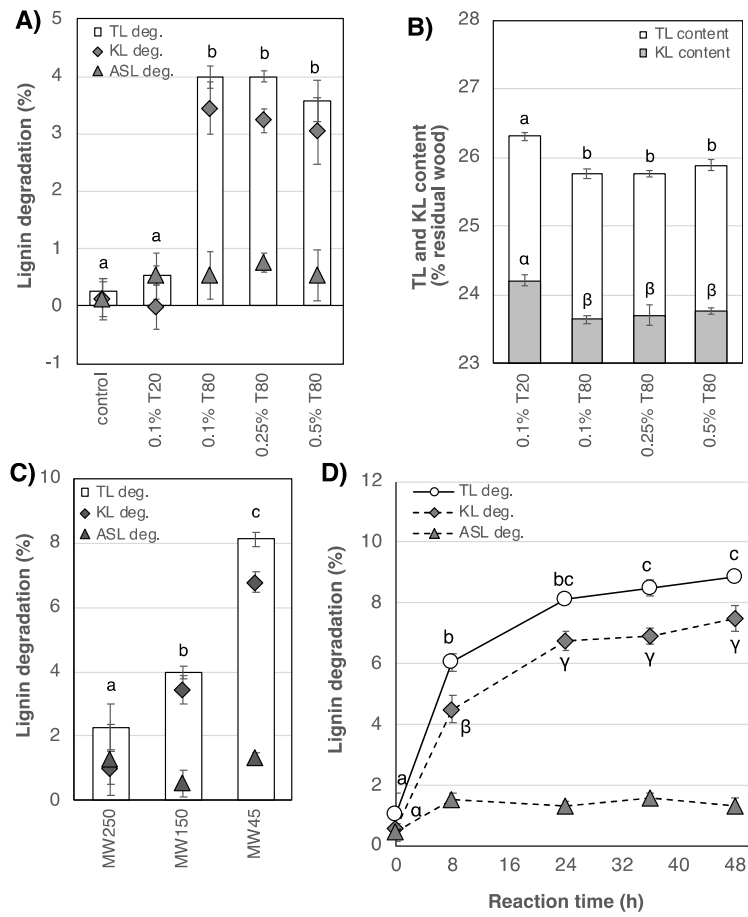 A)
TL deg.
KL deg.
ASL deg.
Lignin degradation (%)
5
4
3
2
1
0
-1
a
a
b
b
b
control
0.1% T20
0.1% T80
0.25% T80
0.5% T80
B)
TL content
KL content
TL and KL content
(% residual wood)
28
27
26
25
24
23
a
b
b
b
α
β
β
β
0.1% T20
0.1% T80
0.25% T80
0.5% T80
C)
TL deg.
KL deg.
ASL deg.
Lignin degradation (%)
10
8
6
4
2
0
a
b
c
MW250
MW150
MW45
D)
TL deg.
KL deg.
ASL deg.
Lignin degradation (%)
12
10
8
6
4
2
0
a
b
bc
c
c
α
β
γ
γ
γ
0
8
16
24
32
40
48
Reaction time (h)